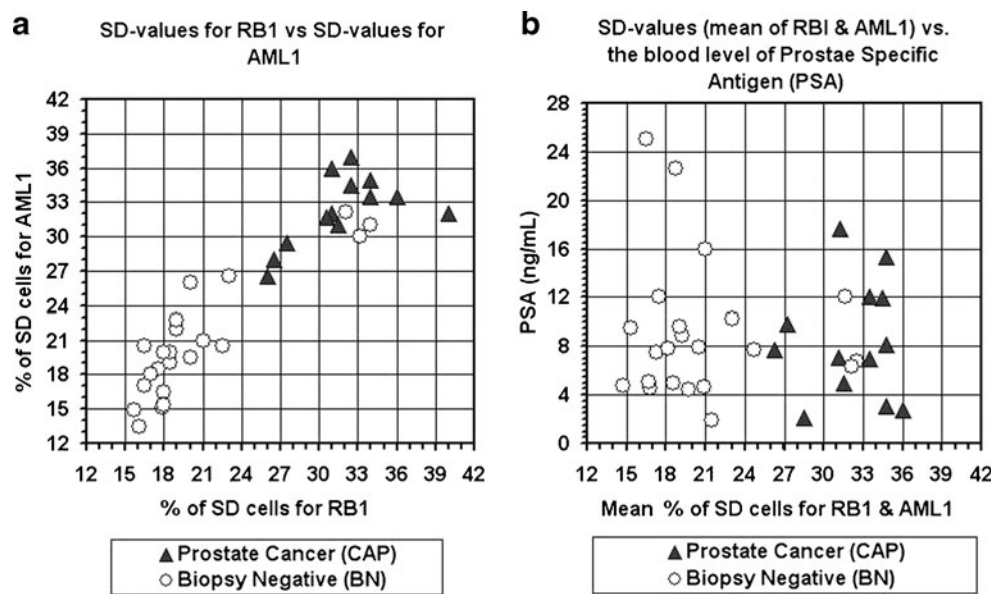 a
SD-values for RB1 vs SD-values for
AML1
% of SD cells for AML1
42
39
36
33
30
27
24
21
18
15
12
12 15 18 21 24 27 30 33 36 39 42
% of SD cells for RB1
▲ Prostate Cancer (CAP)
○ Biopsy Negative (BN)
b
SD-values (mean of RBI & AML1) vs.
the blood level of Prostae Specific
Antigen (PSA)
PSA (ng/mL)
28
24
20
16
12
8
4
0
12 15 18 21 24 27 30 33 36 39 42
Mean % of SD cells for RB1 & AML1
▲ Prostate Cancer (CAP)
○ Biopsy Negative (BN)